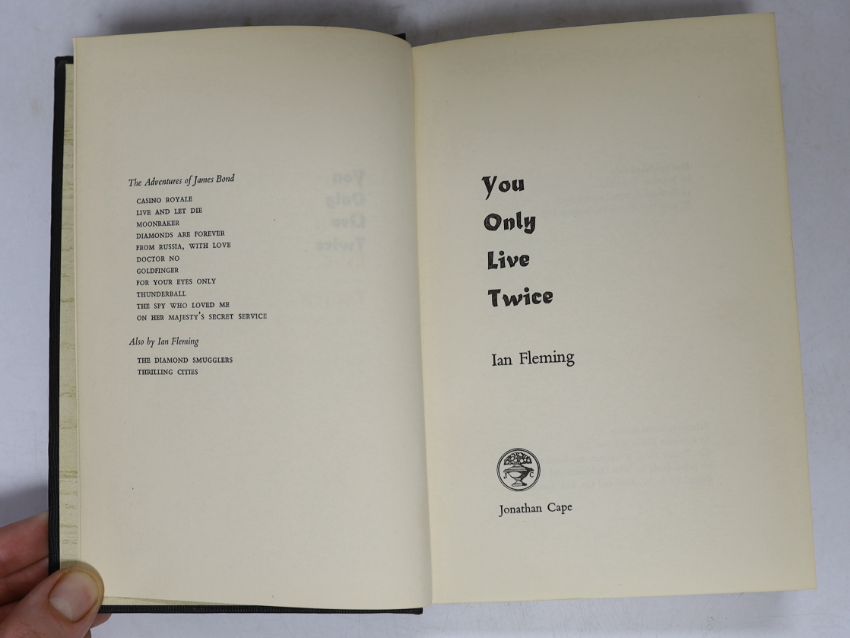 The Adventures of James Bond
CASINO ROYALE
LIVE AND LET DIE
MOONRAKER
DIAMONDS ARE FOREVER
FROM RUSSIA, WITH LOVE
DOCTOR NO
GOLDFINGER
FOR YOUR EYES ONLY
THUNDERBALL
THE SPY WHO LOVED ME
ON HER MAJESTY'S SECRET SERVICE
Also by Ian Fleming
THE DIAMOND SMUGGLERS
THRILLING CITIES
You
Only
Live
Twice
Ian Fleming
J C
Jonathan Cape